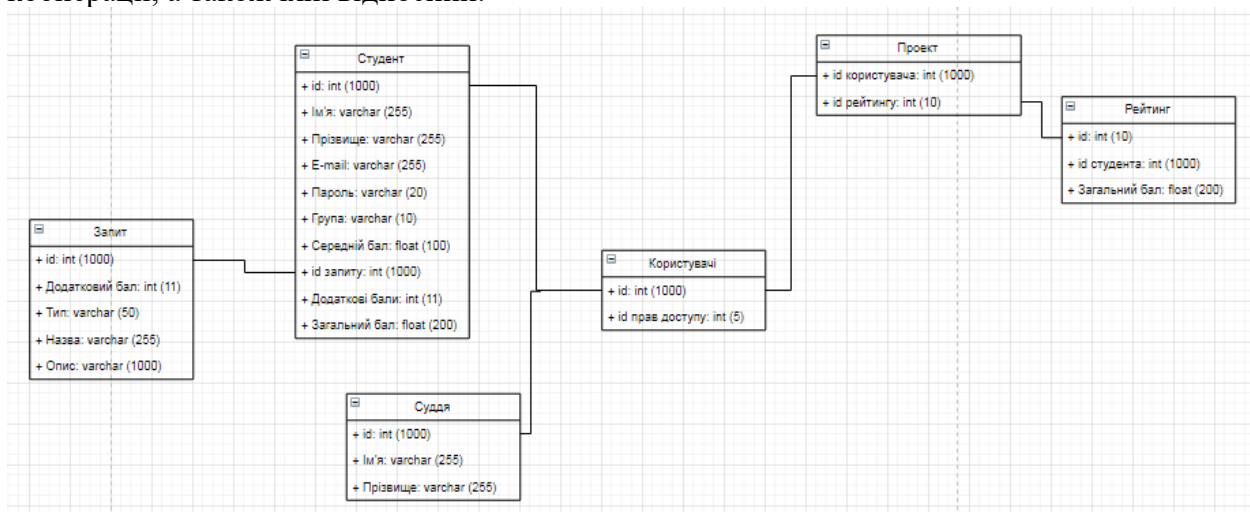 кооперації, а також їхні відносини.
Студент
+ id: int (1000)
+ Ім'я: varchar (255)
+ Прізвище: varchar (255)
+ E-mail: varchar (255)
+ Пароль: varchar (20)
+ Група: varchar (10)
+ Середній бал: float (100)
+ id запиту: int (1000)
+ Додаткові бали: int (11)
+ Загальний бал: float (200)
Проект
+ id користувача: int (1000)
+ id рейтингу: int (10)
Рейтинг
+ id: int (10)
+ id студента: int (1000)
+ Загальний бал: float (200)
Запит
+ id: int (1000)
+ Додатковий бал: int (11)
+ Тип: varchar (50)
+ Назва: varchar (255)
+ Опис: varchar (1000)
Користувачі
+ id: int (1000)
+ id прав доступу: int (5)
Суддя
+ id: int (1000)
+ Ім'я: varchar (255)
+ Прізвище: varchar (255)